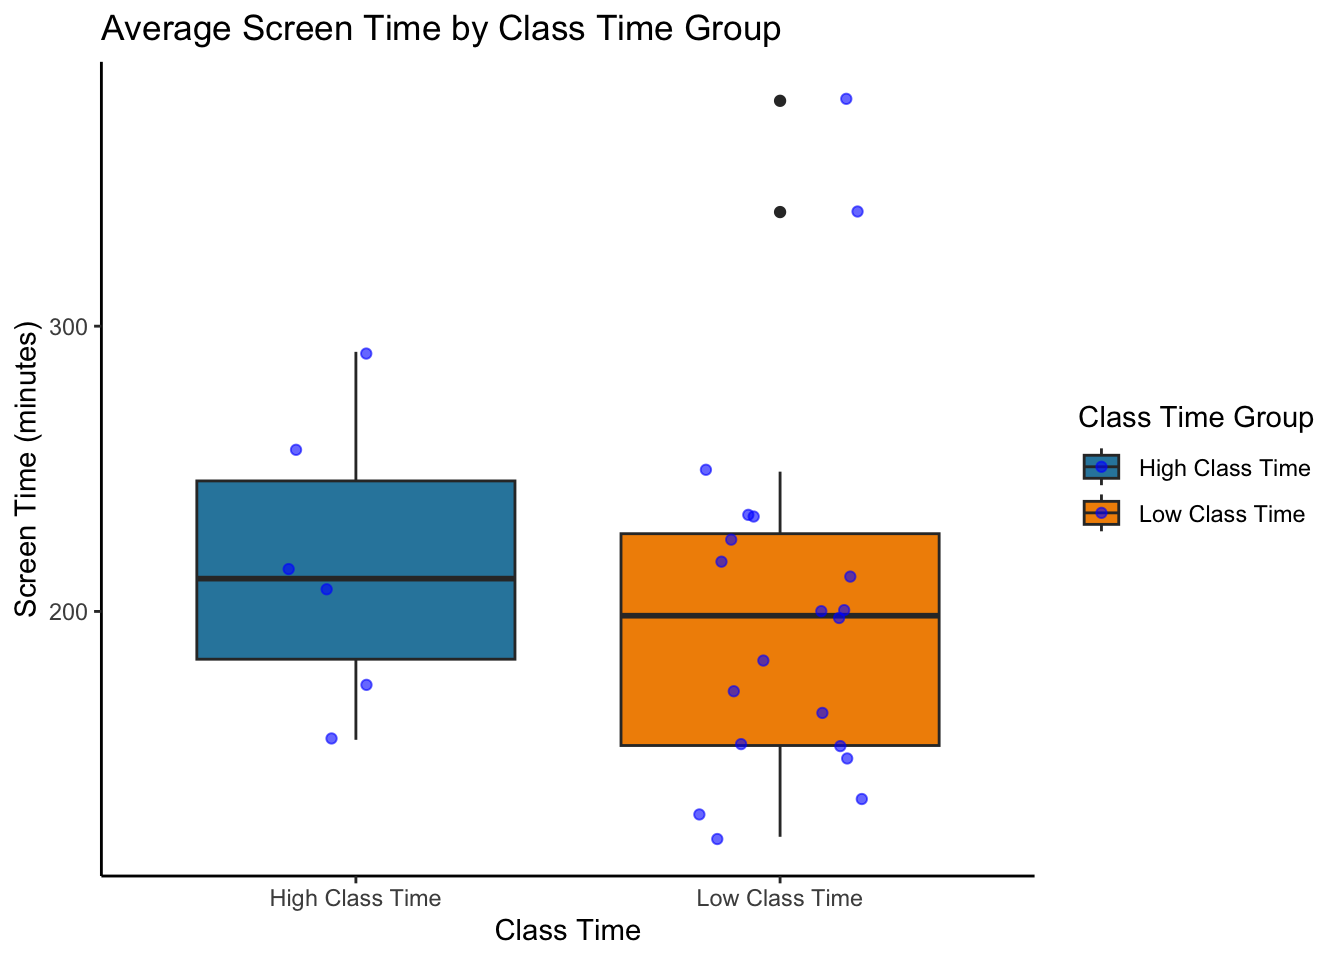 Average Screen Time by Class Time Group
Screen Time (minutes)
300
200
High Class Time
Low Class Time
Class Time
Class Time Group
High Class Time
Low Class Time